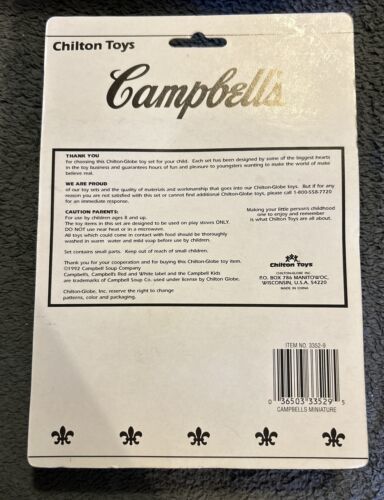 Chilton Toys
Campbell's
THANK YOU
for choosing this Chilton-Globe toy set for your child. Each set has been designed by some of the biggest hearts
in the toy business and guarantees hours of fun and pleasure to youngsters wanting to make the world of make
believe real.
WE ARE PROUD
of our toy sets and the quality of materials and workmanship that goes into our Chilton-Globe toys. But if for any
reason you are not satisfied with this set or cannot find additional Chilton-Globe toys, please call 1-800-558-7720
for an immediate response.
CAUTION PARENTS:
For use by children ages 8 and up.
The toy items in this set are designed to be used on play stoves ONLY.
DO NOT use near heat or in a microwave.
All toys which could come in contact with food should be thoroughly
washed in warm water and mild soap before use by children.
Set contains small parts. Keep out of reach of small children.
Thank you for your cooperation and for buying this Chilton-Globe toy item.
©1992 Campbell Soup Company
Campbell's, Campbell's Red and White label and the Campbell Kids
are trademarks of Campbell Soup Co. used under license by Chilton Globe.
Chilton-Globe, Inc. reserve the right to change
patterns, color and packaging.
Making your little person's childhood
one to enjoy and remember
is what Chilton Toys are all about.
Chilton Toys
CHILTON-GLOBE INC.
P.O. BOX 786 MANITOWOC,
WISCONSIN, U.S.A. 54220
MADE IN CHINA
ITEM NO. 3352-9
0 36503 33529 5
CAMPBELLS MINIATURE